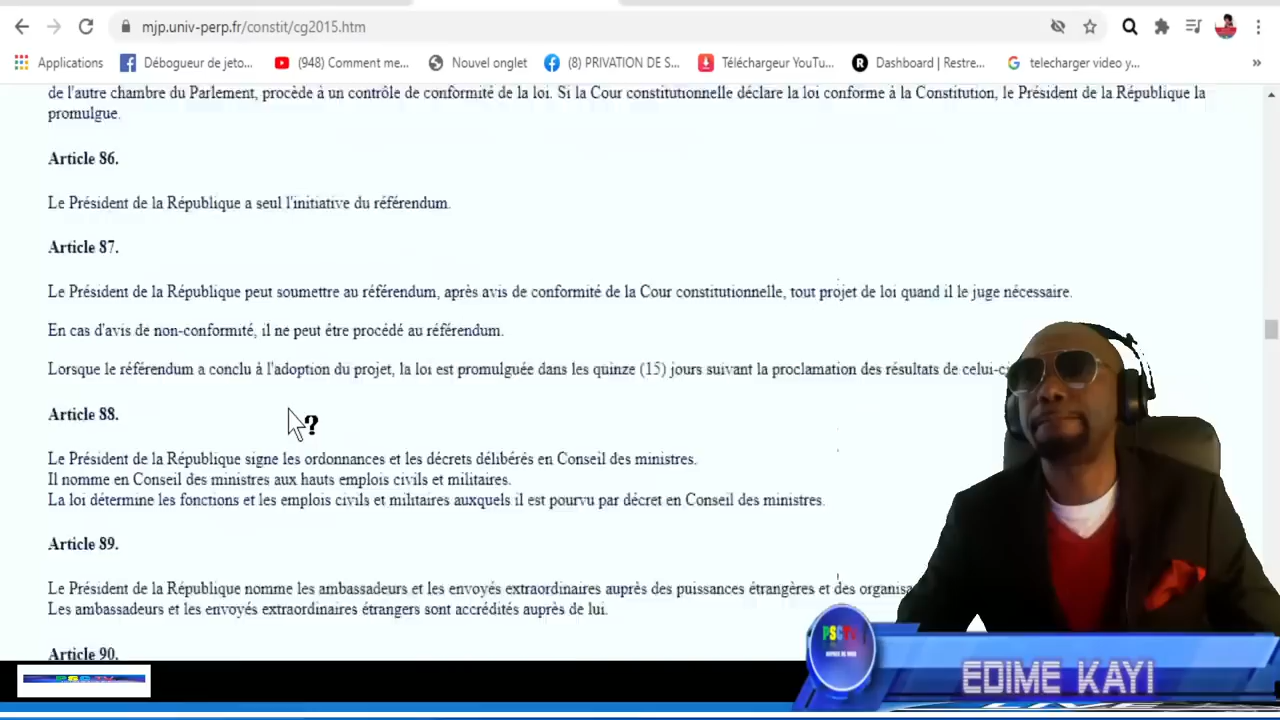 mjp.univ-perp.fr/constit/cg2015.htm
Applications Débogueur de jeto... (948) Comment me... Nouvel onglet (8) PRIVATION DE S... Téléchargeur YouTu... Dashboard | Restre... telecharger video y... »
de l'autre chambre du Parlement, procède à un contrôle de conformité de la loi. Si la Cour constitutionnelle déclare la loi conforme à la Constitution, le Président de la République la
promulgue.
Article 86.
Le Président de la République a seul l'initiative du référendum.
Article 87.
Le Président de la République peut soumettre au référendum, après avis de conformité de la Cour constitutionnelle, tout projet de loi quand il le juge nécessaire.
En cas d'avis de non-conformité, il ne peut être procédé au référendum.
Lorsque le référendum a conclu à l'adoption du projet, la loi est promulguée dans les quinze (15) jours suivant la proclamation des résultats de celui-c
Article 88.
Le Président de la République signe les ordonnances et les décrets délibérés en Conseil des ministres.
Il nomme en Conseil des ministres aux hauts emplois civils et militaires.
La loi détermine les fonctions et les emplois civils et militaires auxquels il est pourvu par décret en Conseil des ministres.
Article 89.
Le Président de la République nomme les ambassadeurs et les envoyés extraordinaires auprès des puissances étrangères et des organisa
Les ambassadeurs et les envoyés extraordinaires étrangers sont accrédités auprès de lui.
Article 90.
EDIME KAYI